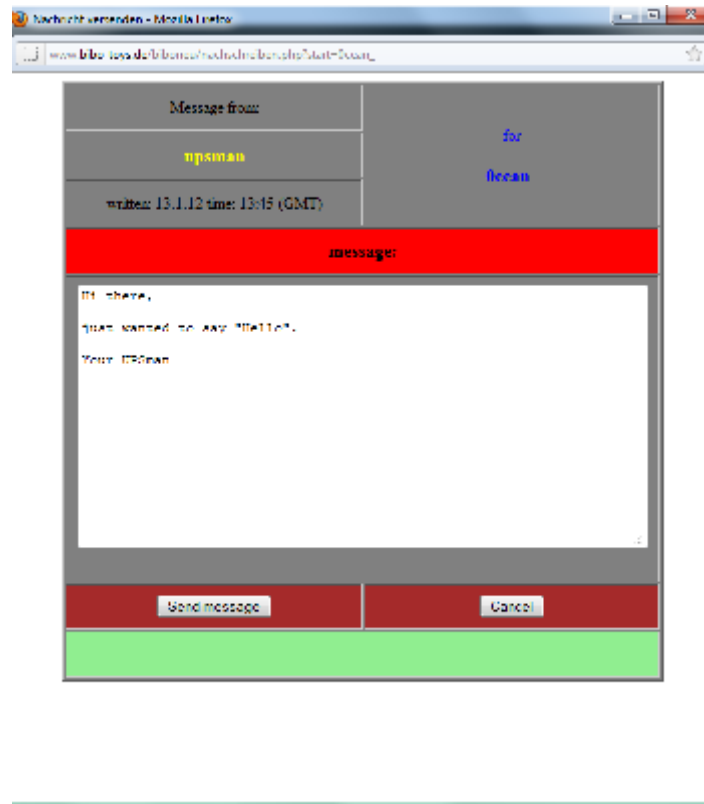 Nachricht versenden - Mozilla Firefox
Message from:
upsman
written: 13.1.12 time: 13:45 (GMT)
for
0cean
message:
Hi there,
just wanted to say "Hello".
Your UPSman
Send message
Cancel